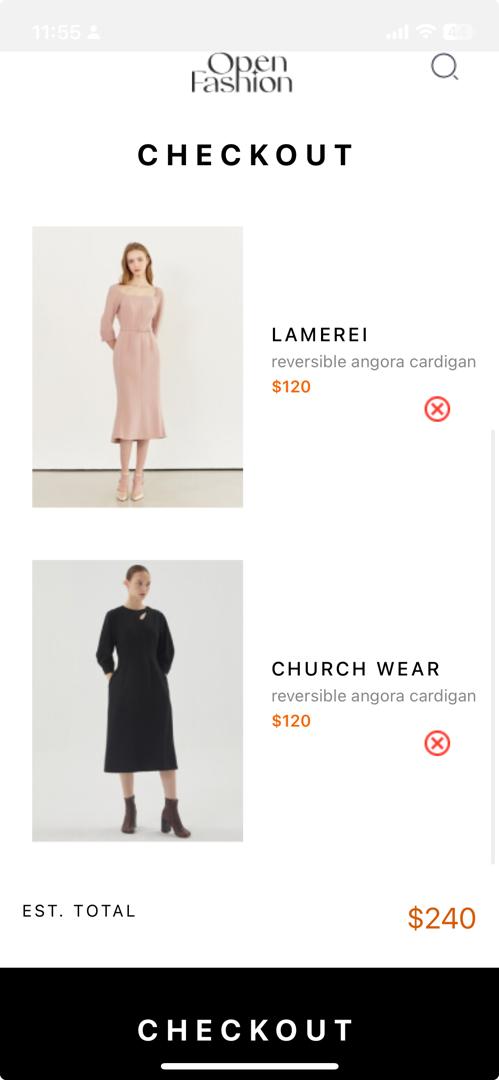 11:55
Open
Fashion
CHECKOUT
LAMEREI
reversible angora cardigan
$120
CHURCH WEAR
reversible angora cardigan
$120
EST. TOTAL
$240
CHECKOUT